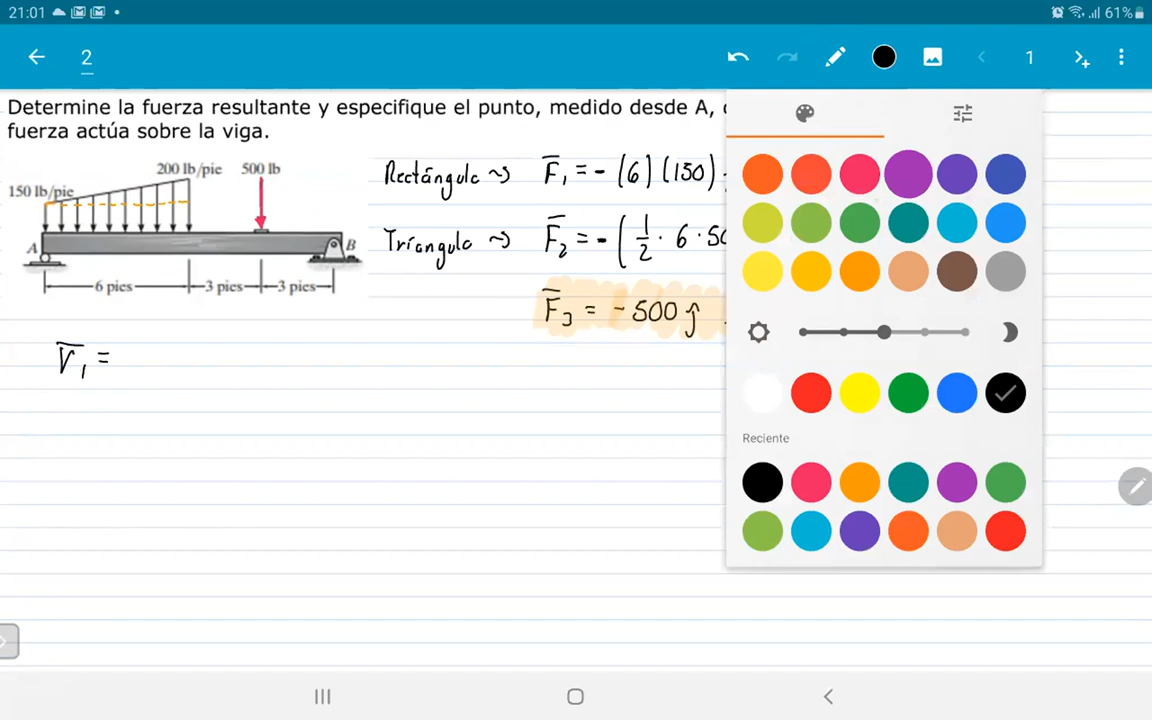 21:01 61%
2 1
Determine la fuerza resultante y especifique el punto, medido desde A,
fuerza actúa sobre la viga.
200 lb/pie 500 lb
150 lb/pie
A B
6 pies 3 pies 3 pies
Rectángulo ~> F̅₁ = - (6) (150)
Tríangulo ~> F̅₂ = - ( 1/2 · 6 · 50
F̅₃ = - 500 ĵ
r̅₁ =
Reciente